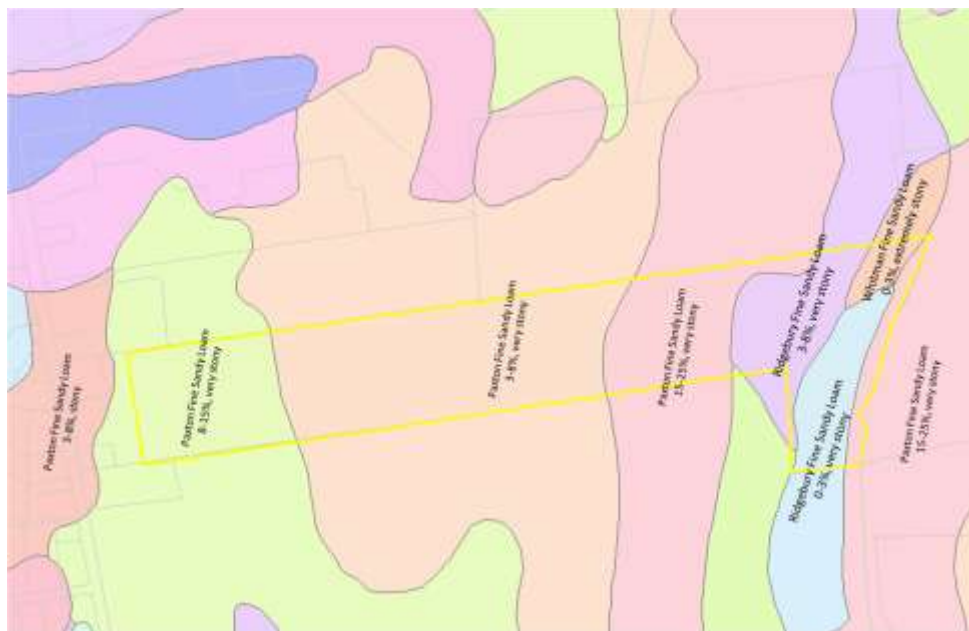 Paxton Fine Sandy Loam
3-8%, stony
Paxton Fine Sandy Loam
8-15%, very stony
Paxton Fine Sandy Loam
3-8%, very stony
Paxton Fine Sandy Loam
15-25%, very stony
Ridgebury Fine Sandy Loam
3-8%, very stony
Ridgebury Fine Sandy Loam
0-3%, very stony
Whitman Fine Sandy Loam
0-3%, extremely stony
Paxton Fine Sandy Loam
15-25%, very stony